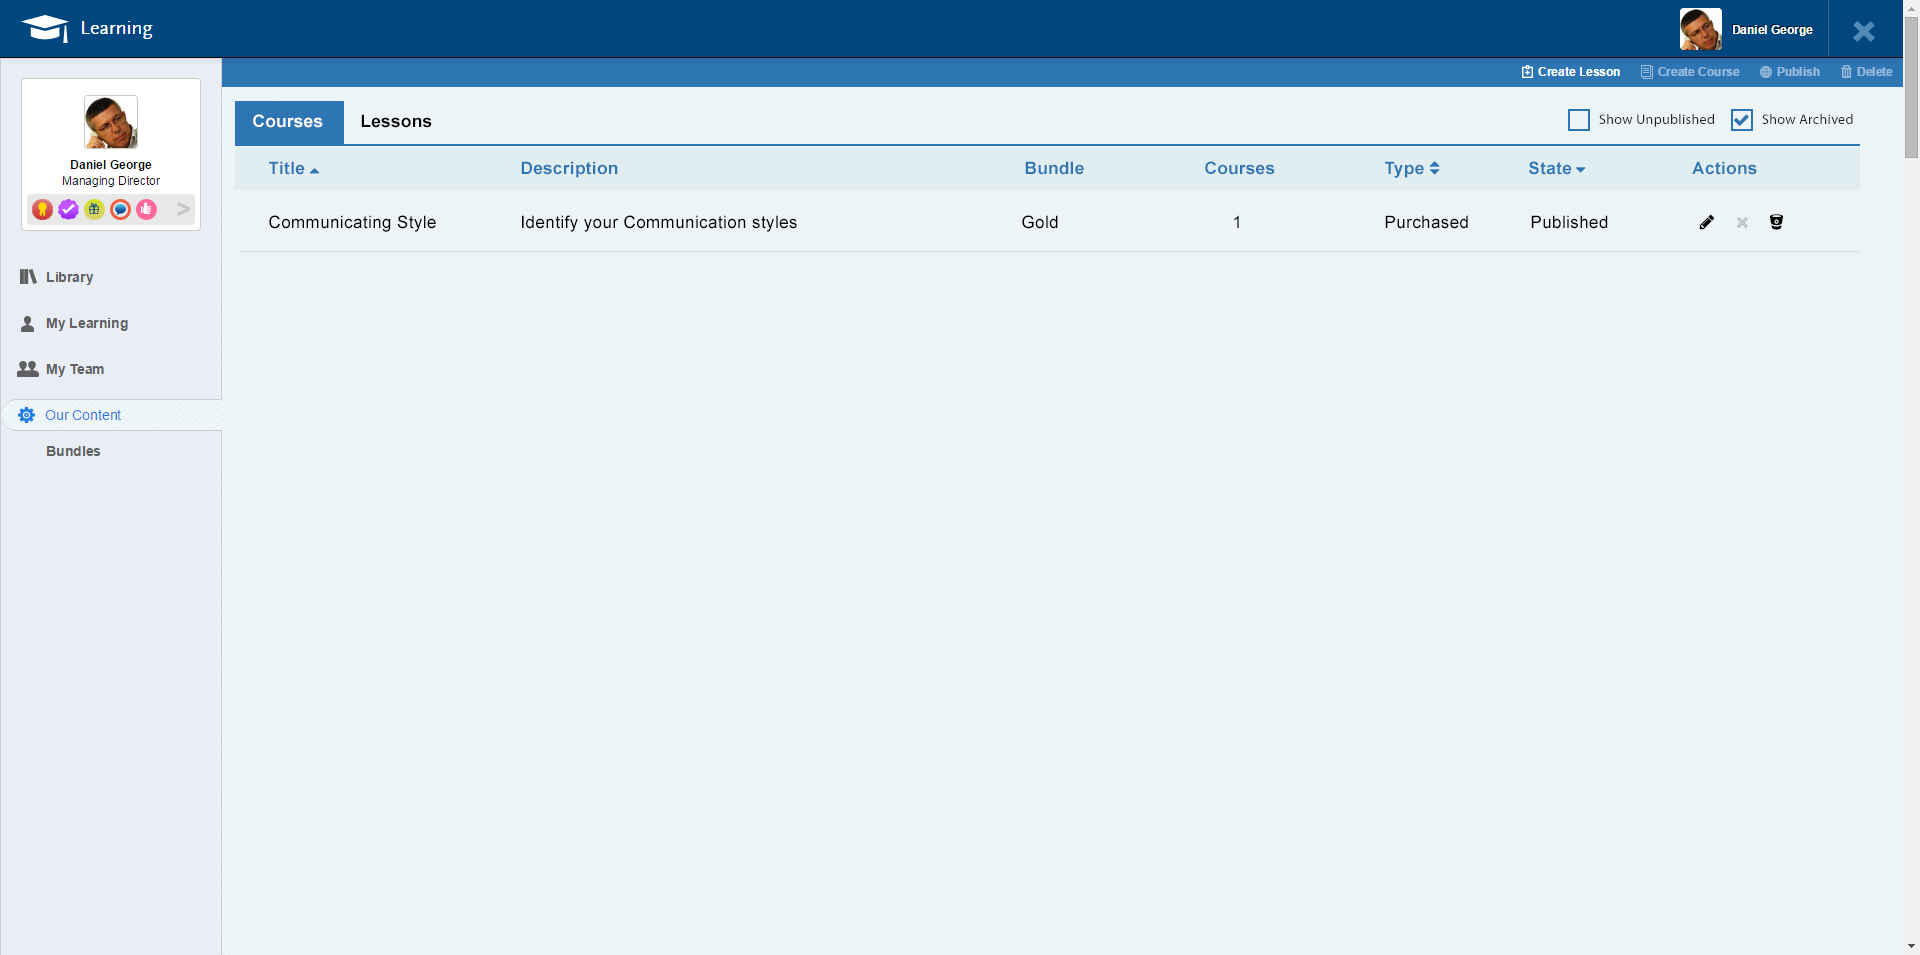 Learning
Daniel George
Create Lesson Create Course Publish Delete
Daniel George
Managing Director
>
Library
My Learning
My Team
Our Content
Bundles
Courses Lessons
Show Unpublished Show Archived
Title Description Bundle Courses Type State Actions
Communicating Style Identify your Communication styles Gold 1 Purchased Published